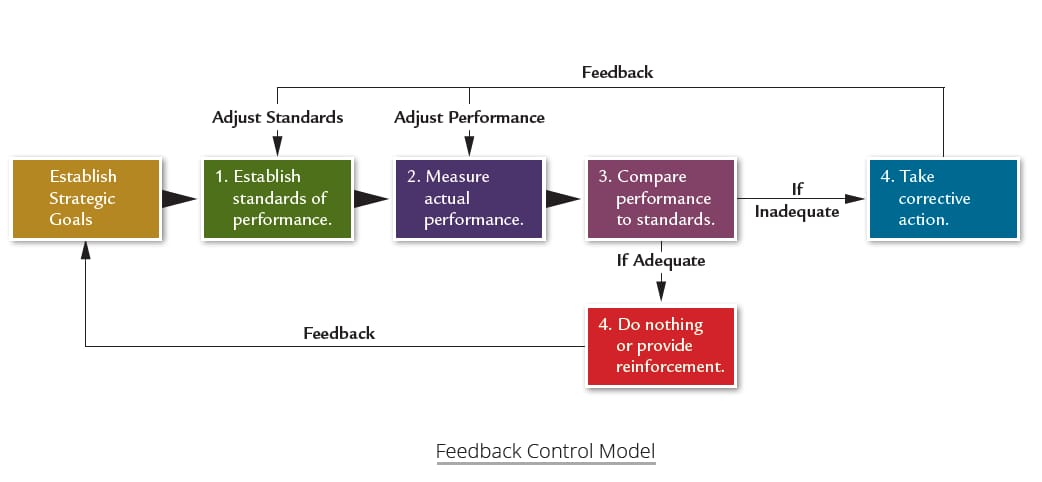 Feedback
Adjust Standards
Adjust Performance
Establish
Strategic
Goals
1. Establish
standards of
performance.
2. Measure
actual
performance.
3. Compare
performance
to standards.
If
Inadequate
4. Take
corrective
action.
If Adequate
4. Do nothing
or provide
reinforcement.
Feedback
Feedback Control Model